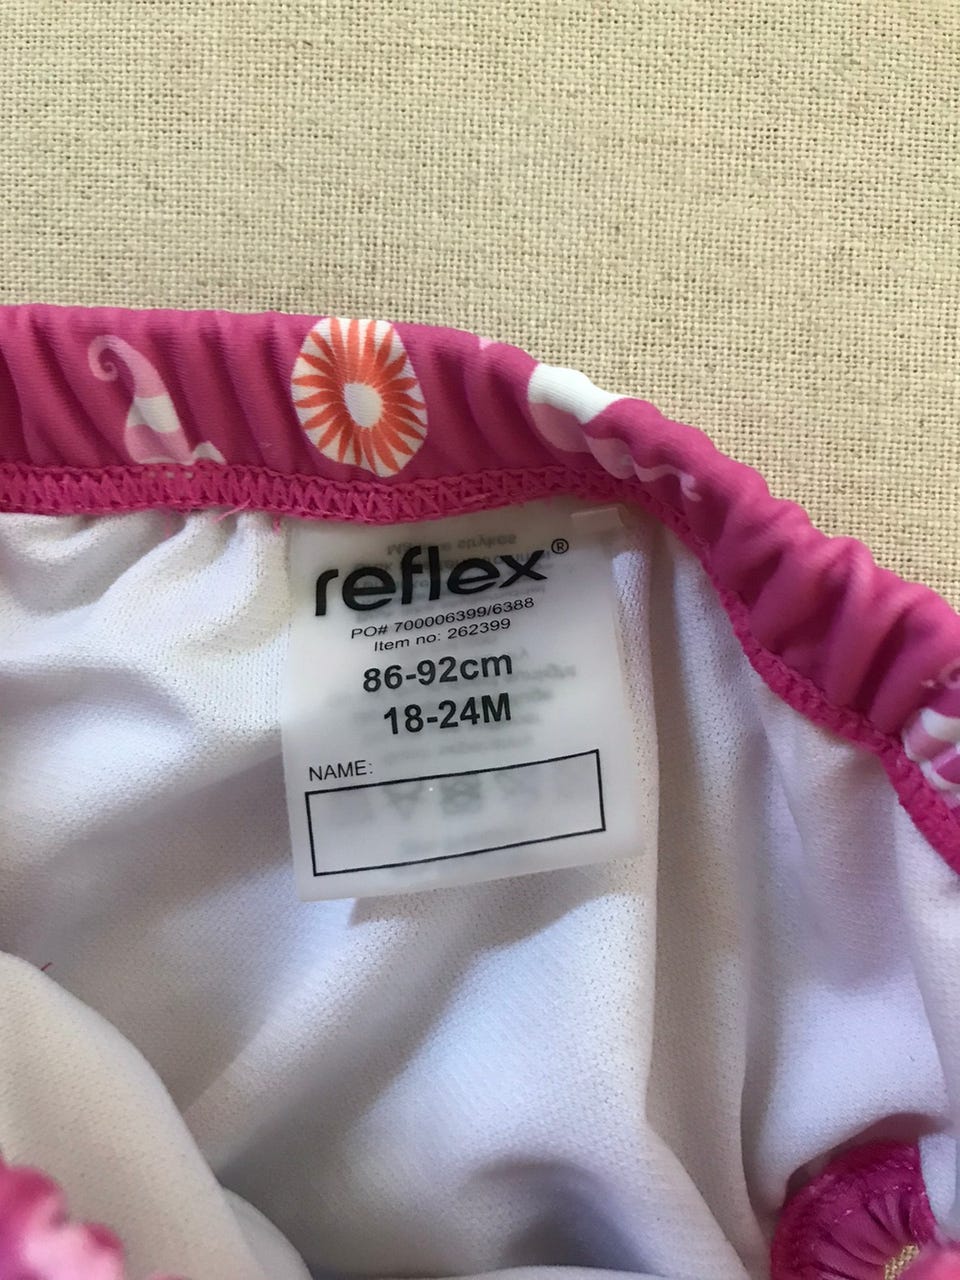 reflex®
PO# 700006399/6388
Item no: 262399
86-92cm
18-24M
NAME: